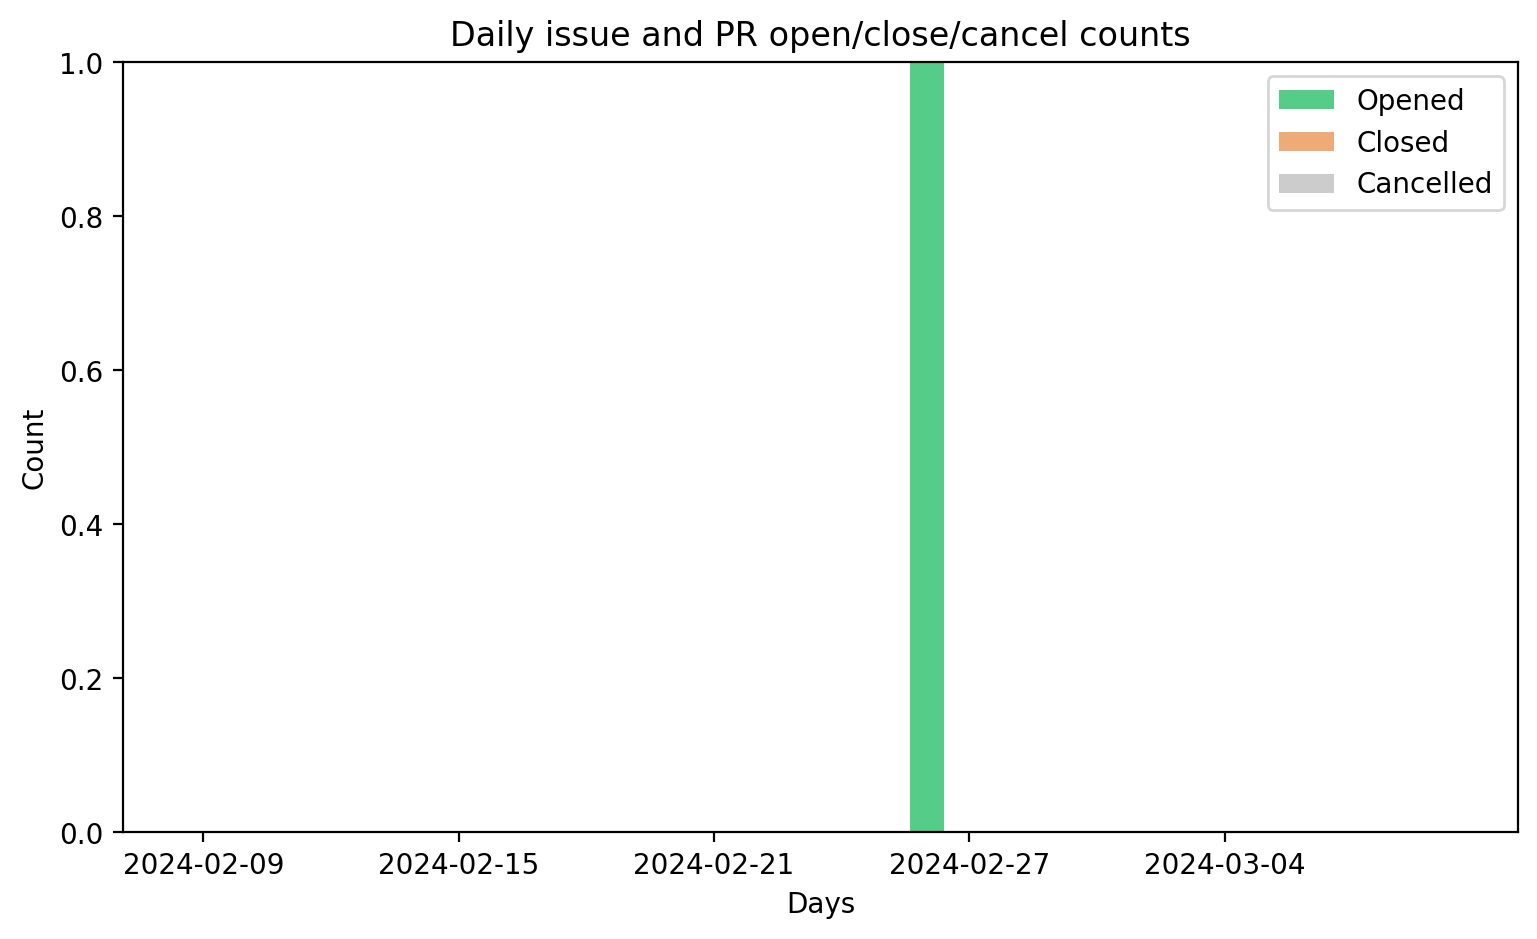 Daily issue and PR open/close/cancel counts
1.0
0.8
0.6
0.4
0.2
0.0
Count
Opened
Closed
Cancelled
2024-02-09
2024-02-15
2024-02-21
2024-02-27
2024-03-04
Days